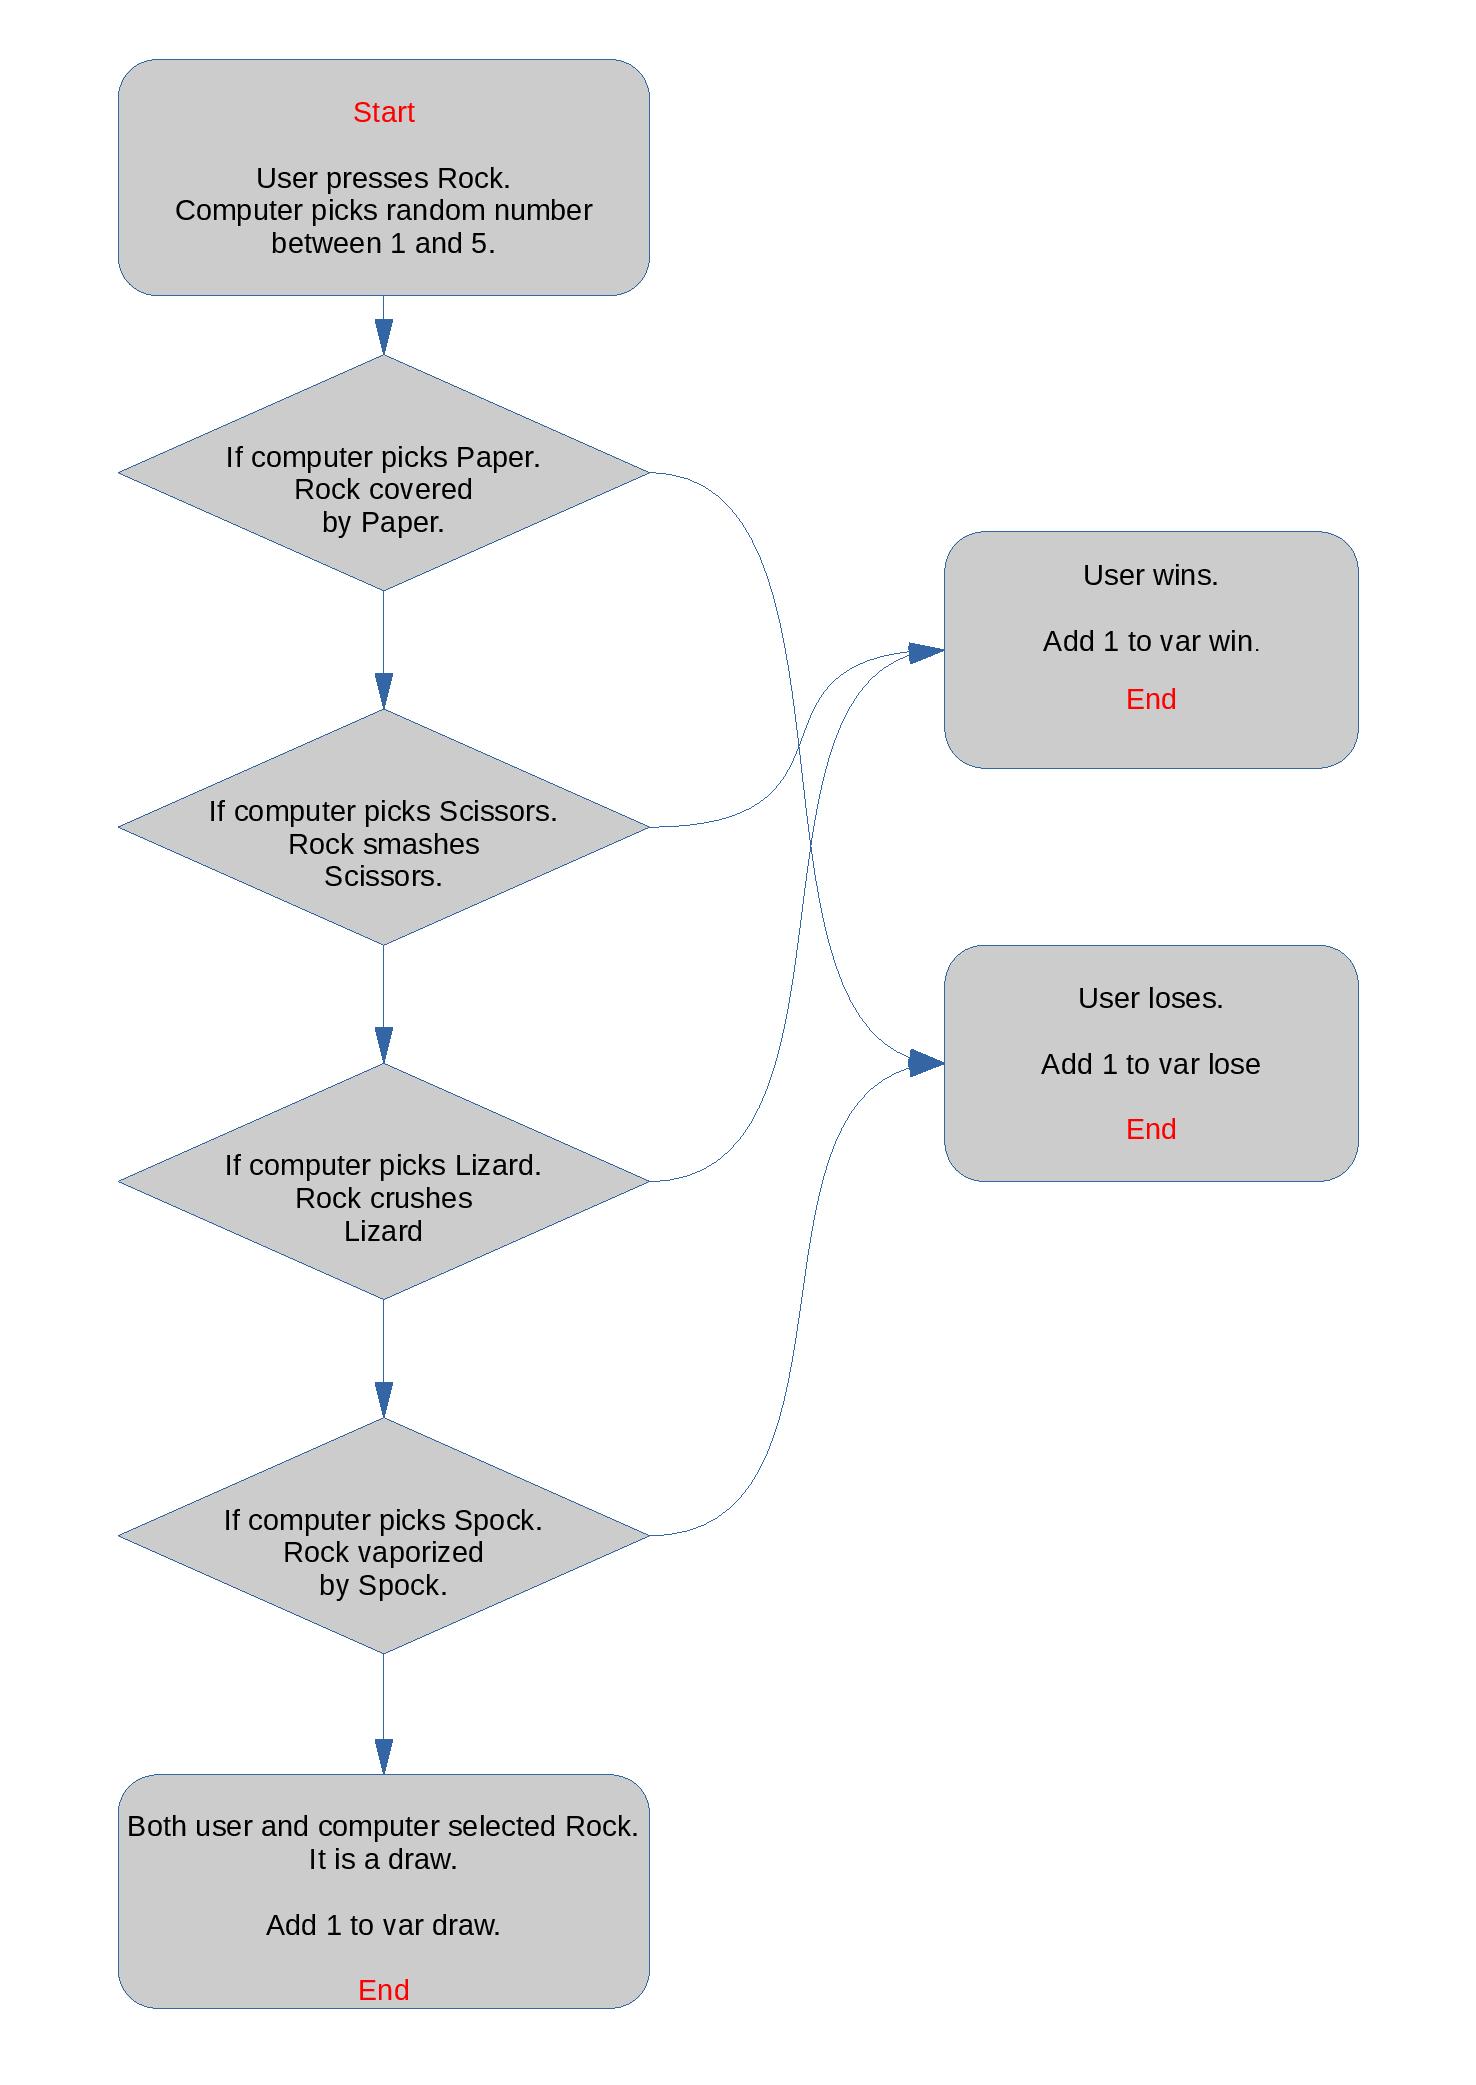 Start
User presses Rock.
Computer picks random number
between 1 and 5.
If computer picks Paper.
Rock covered
by Paper.
User wins.
Add 1 to var win.
End
If computer picks Scissors.
Rock smashes
Scissors.
User loses.
Add 1 to var lose
End
If computer picks Lizard.
Rock crushes
Lizard
If computer picks Spock.
Rock vaporized
by Spock.
Both user and computer selected Rock.
It is a draw.
Add 1 to var draw.
End